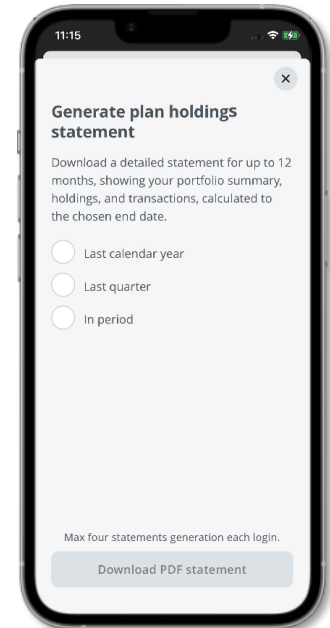 11:15
Generate plan holdings
statement
Download a detailed statement for up to 12
months, showing your portfolio summary,
holdings, and transactions, calculated to
the chosen end date.
Last calendar year
Last quarter
In period
Max four statements generation each login.
Download PDF statement